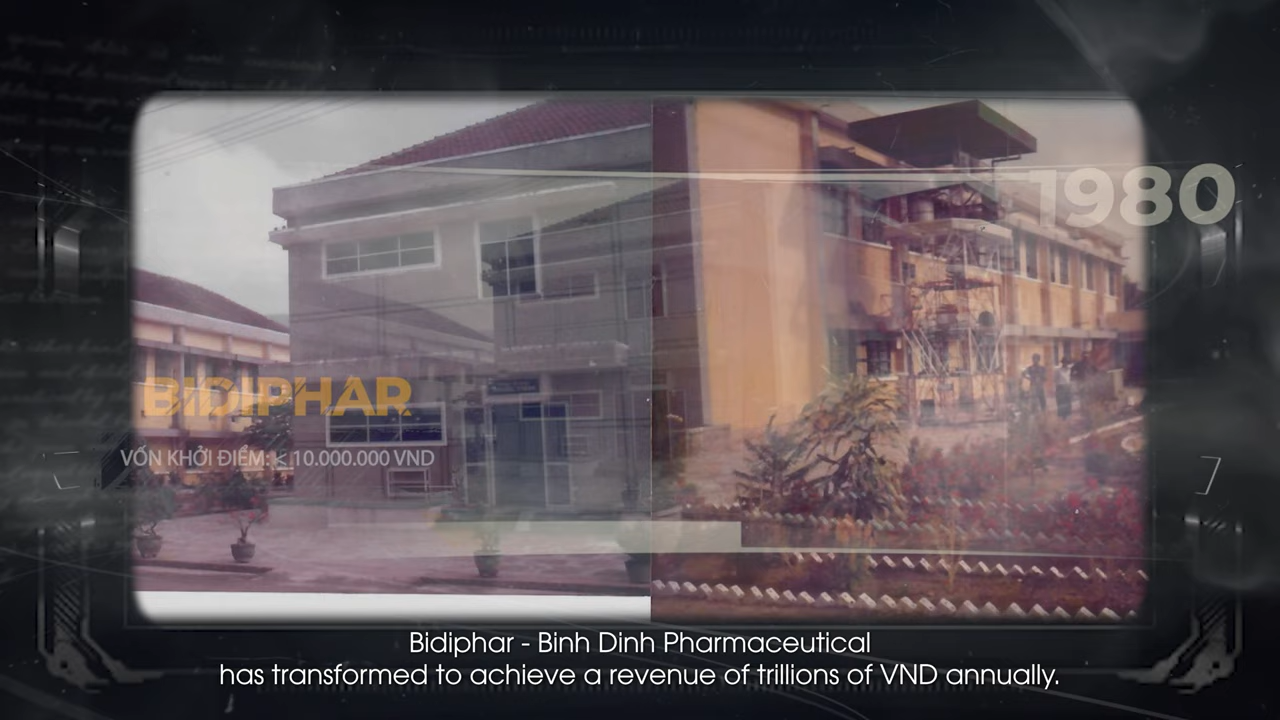 1980
BIDIPHAR
VỐN KHỞI ĐIỂM: < 10.000.000 VND
Bidiphar - Binh Dinh Pharmaceutical
has transformed to achieve a revenue of trillions of VND annually.